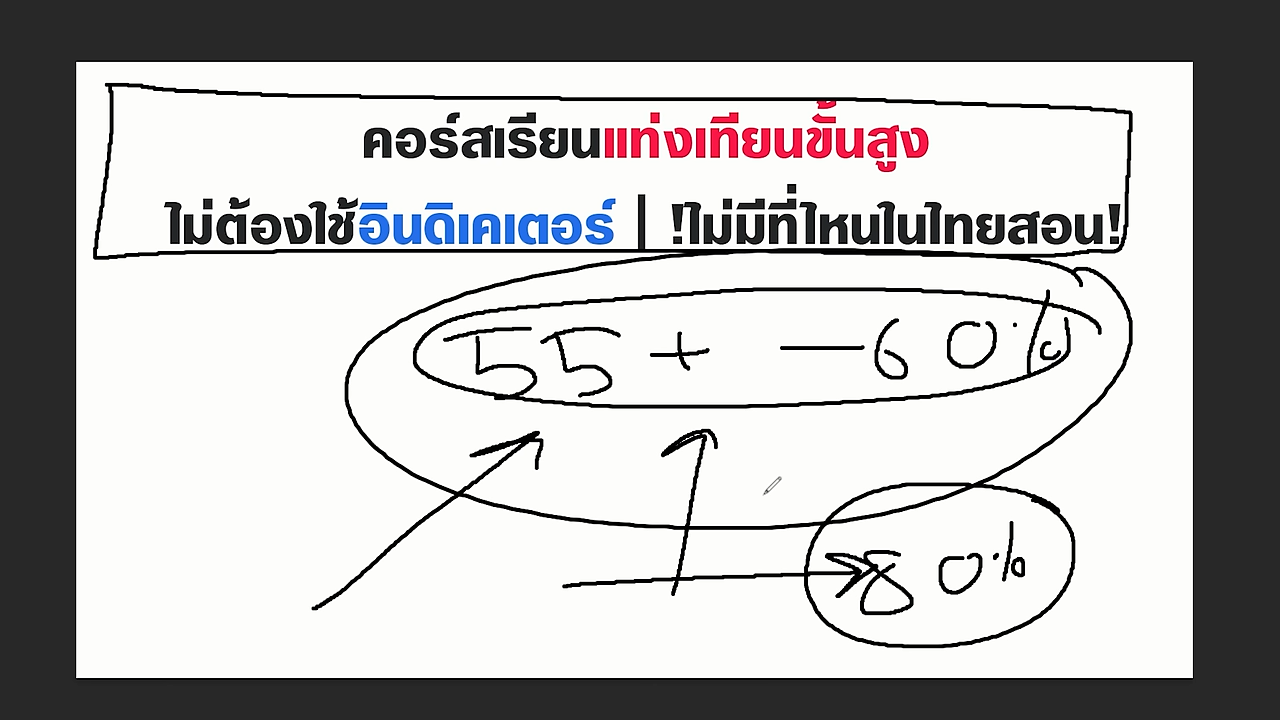 คอร์สเรียนแท่งเทียนขั้นสูง
ไม่ต้องใช้อินดิเคเตอร์ | !ไม่มีที่ไหนในไทยสอน!
55 + - 60%
80%